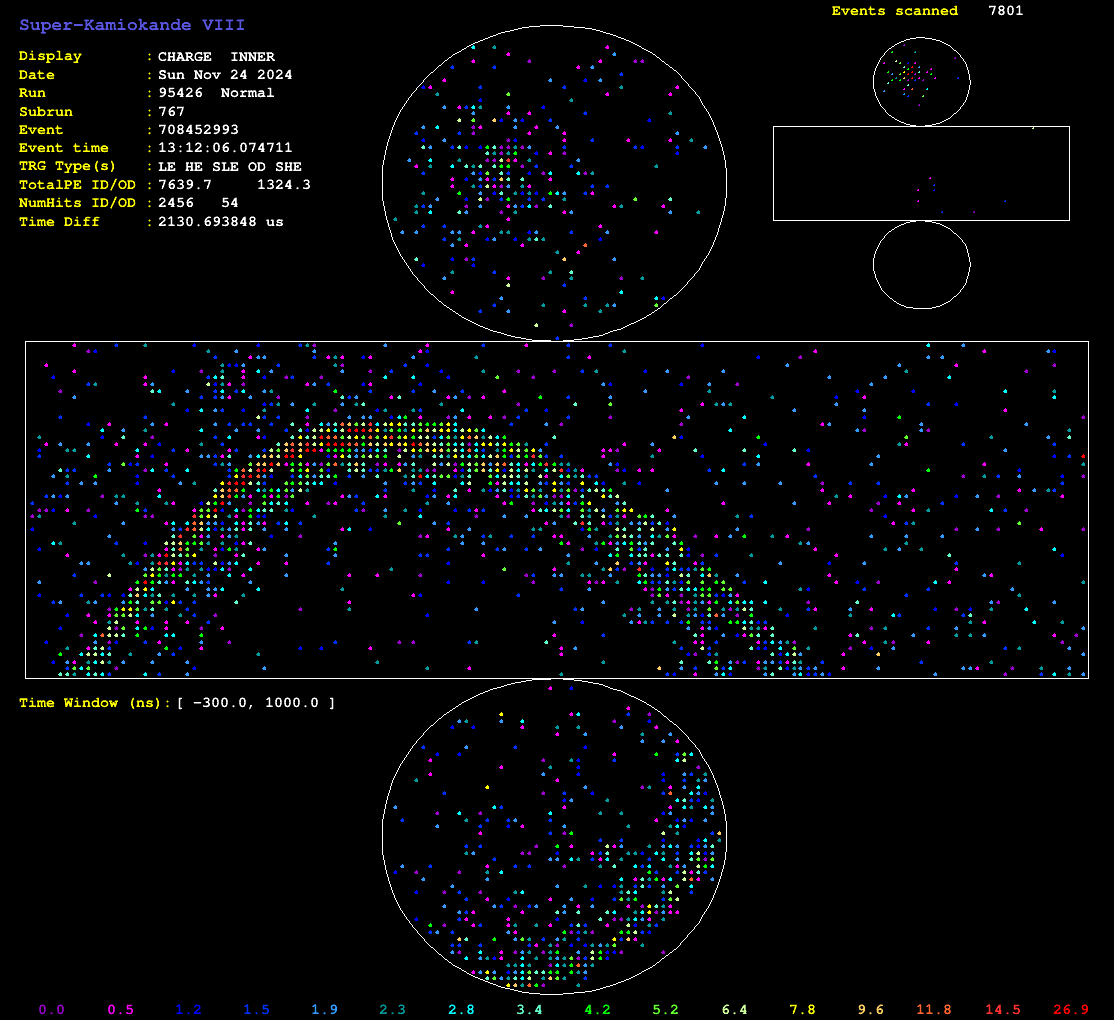 Super-Kamiokande VIII
Events scanned 7801
Display : CHARGE INNER
Date : Sun Nov 24 2024
Run : 95426 Normal
Subrun : 767
Event : 708452993
Event time : 13:12:06.074711
TRG Type(s) : LE HE SLE OD SHE
TotalPE ID/OD : 7639.7 1324.3
NumHits ID/OD : 2456 54
Time Diff : 2130.693848 us
Time Window (ns): [ -300.0, 1000.0 ]
0.0 0.5 1.2 1.5 1.9 2.3 2.8 3.4 4.2 5.2 6.4 7.8 9.6 11.8 14.5 26.9